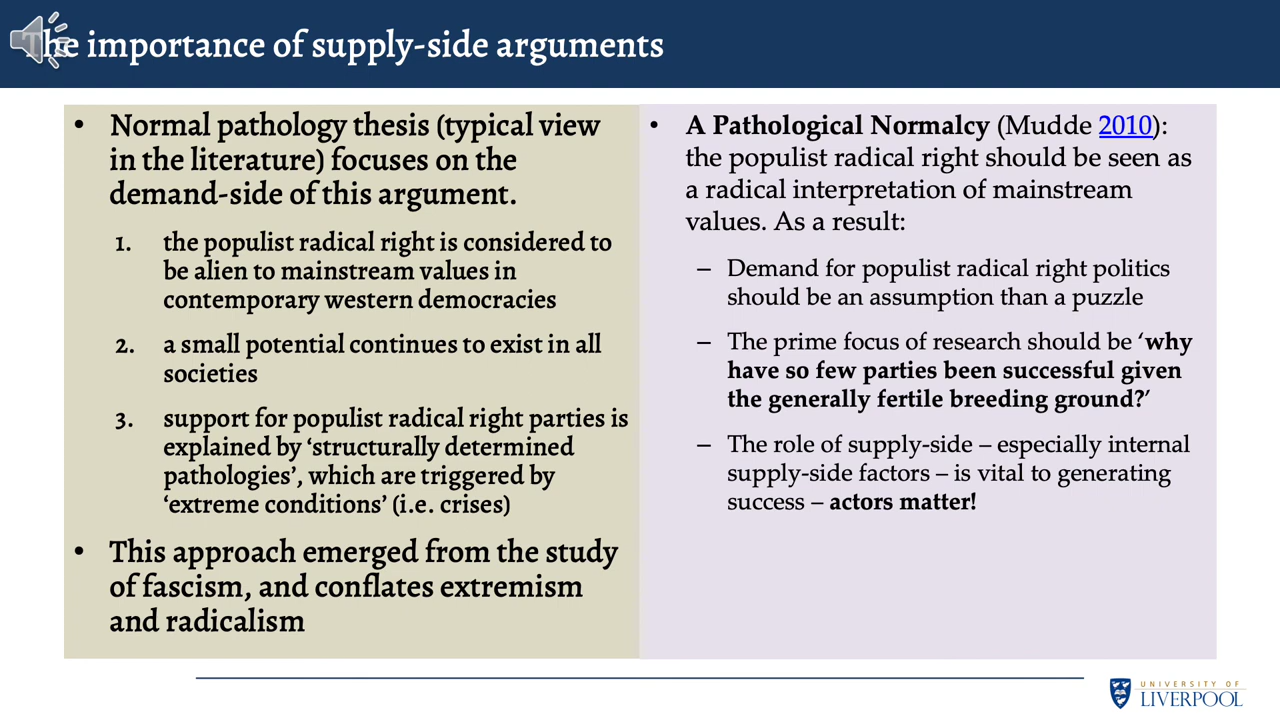 The importance of supply-side arguments
• Normal pathology thesis (typical view
in the literature) focuses on the
demand-side of this argument.
1. the populist radical right is considered to
be alien to mainstream values in
contemporary western democracies
2. a small potential continues to exist in all
societies
3. support for populist radical right parties is
explained by ‘structurally determined
pathologies’, which are triggered by
‘extreme conditions’ (i.e. crises)
• This approach emerged from the study
of fascism, and conflates extremism
and radicalism
• A Pathological Normalcy (Mudde 2010):
the populist radical right should be seen as
a radical interpretation of mainstream
values. As a result:
– Demand for populist radical right politics
should be an assumption than a puzzle
– The prime focus of research should be ‘why
have so few parties been successful given
the generally fertile breeding ground?’
– The role of supply-side – especially internal
supply-side factors – is vital to generating
success – actors matter!
UNIVERSITY OF
LIVERPOOL